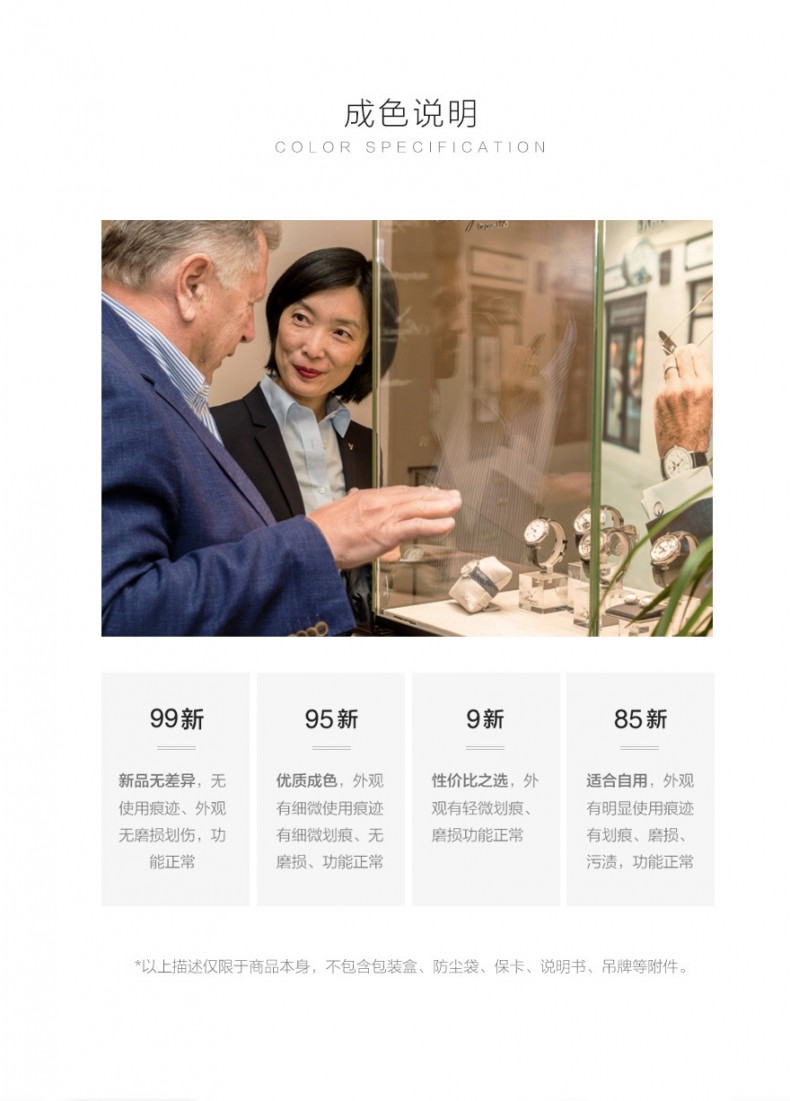 成色说明
COLOR SPECIFICATION
99新
新品无差异，无
使用痕迹、外观
无磨损划伤，功
能正常
95新
优质成色，外观
有细微使用痕迹
有细微划痕、无
磨损、功能正常
9新
性价比之选，外
观有轻微划痕、
磨损功能正常
85新
适合自用，外观
有明显使用痕迹
有划痕、磨损、
污渍，功能正常
*以上描述仅限于商品本身，不包含包装盒、防尘袋、保卡、说明书、吊牌等附件。